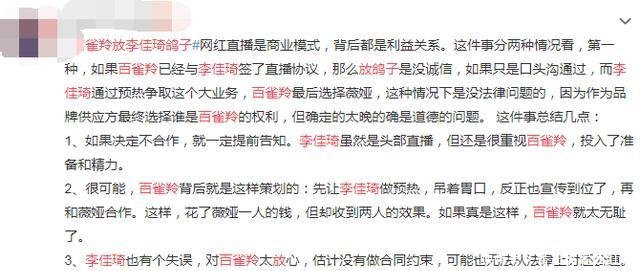 雀羚放李佳琦鸽子#网红直播是商业模式，背后都是利益关系。这件事分两种情况看，第一
种，如果百雀羚已经与李佳琦签了直播协议，那么放鸽子是没诚信，如果只是口头沟通过，而李
佳琦通过预热争取这个大业务，百雀羚最后选择薇娅，这种情况下是没法律问题的，因为作为品
牌供应方最终选择谁是百雀羚的权利，但确定的太晚的确是道德的问题。 这件事总结几点：
1、如果决定不合作，就一定提前告知。李佳琦虽然是头部直播，但还是很重视百雀羚，投入了准
备和精力。
2、很可能，百雀羚背后就是这样策划的：先让李佳琦做预热，吊着胃口，反正也宣传到位了，再
和薇娅合作。这样，花了薇娅一人的钱，但却收到两人的效果。如果真是这样，百雀羚就太无耻
了。
3、李佳琦也有个失误，对百雀羚太放心，估计没有做合同约束，可能也无法从法律上讨还公道